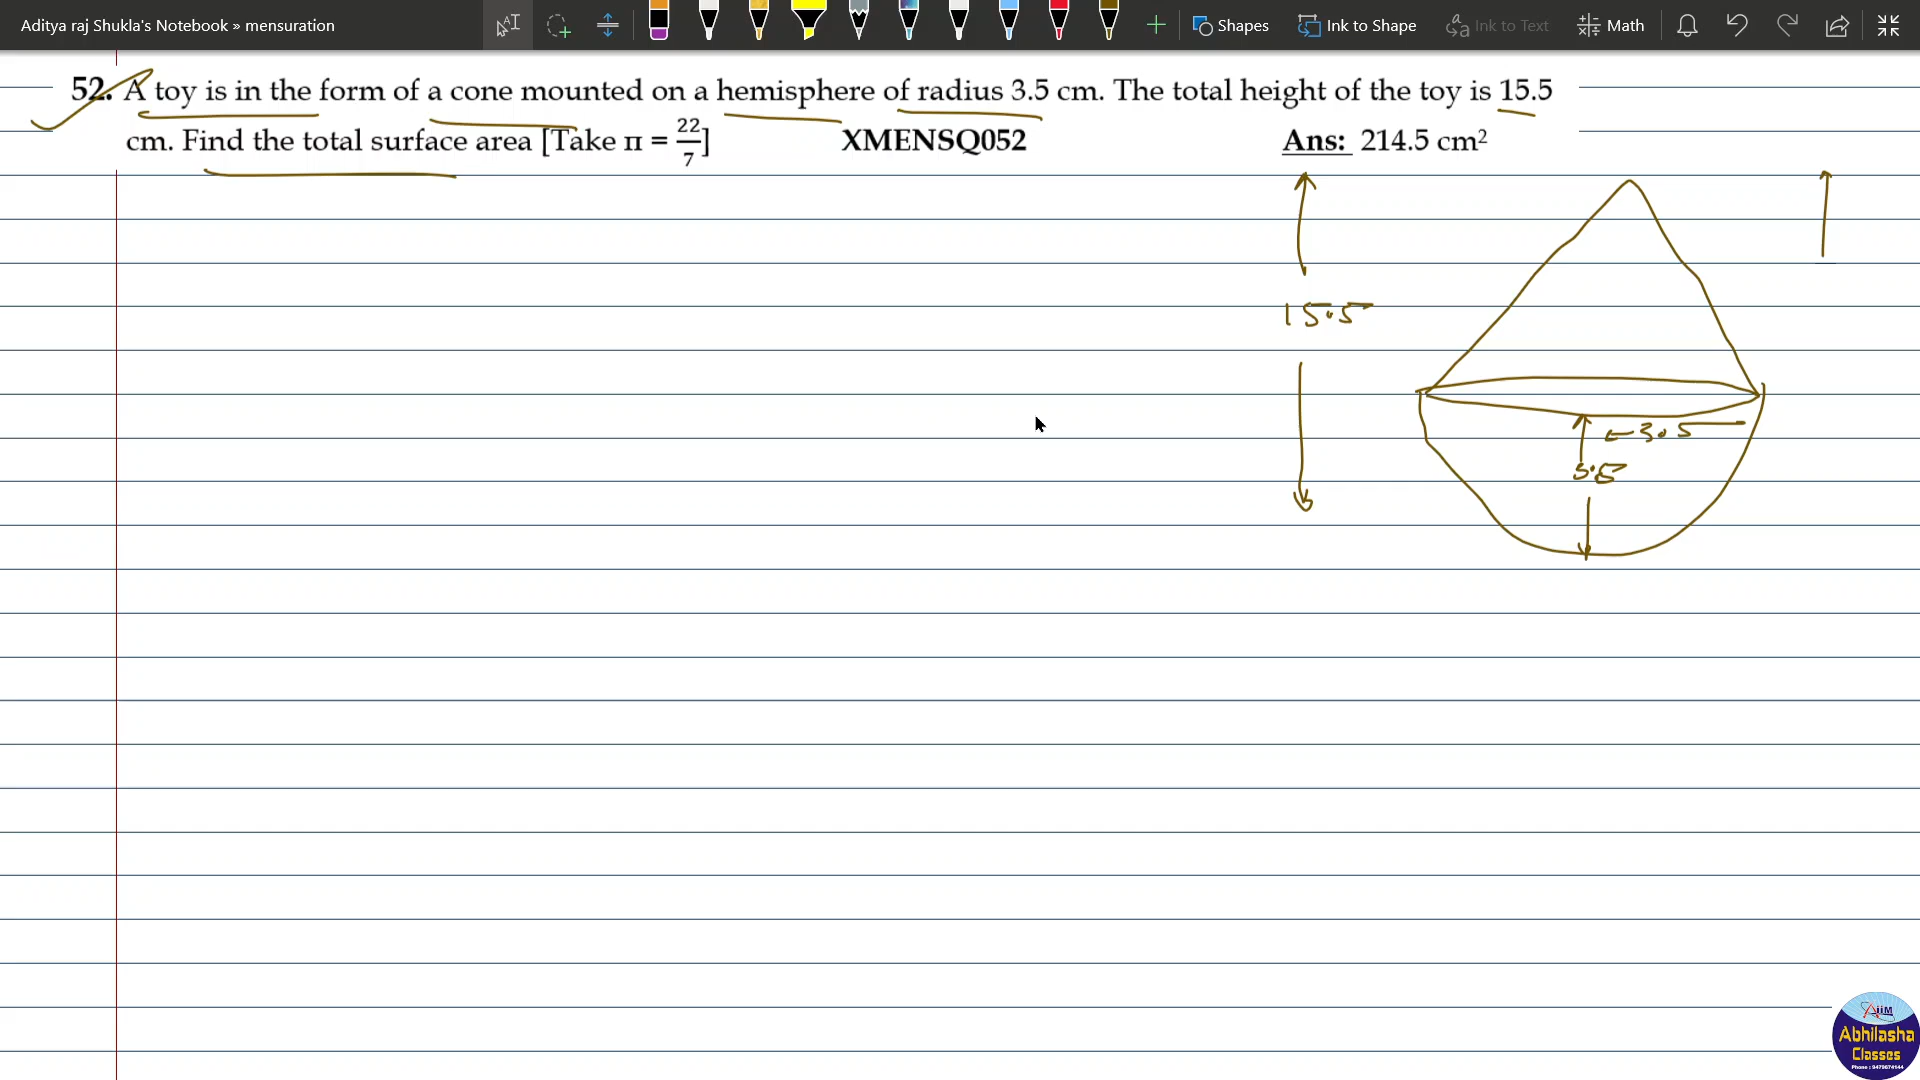 Aditya raj Shukla's Notebook » mensuration
Shapes
Ink to Shape
Ink to Text
Math
52. A toy is in the form of a cone mounted on a hemisphere of radius 3.5 cm. The total height of the toy is 15.5
cm. Find the total surface area [Take π = 22/7] XMENSQ052 Ans: 214.5 cm²
15.5
3.5
AiiM
Abhilasha
Classes
Phone : 9479874144